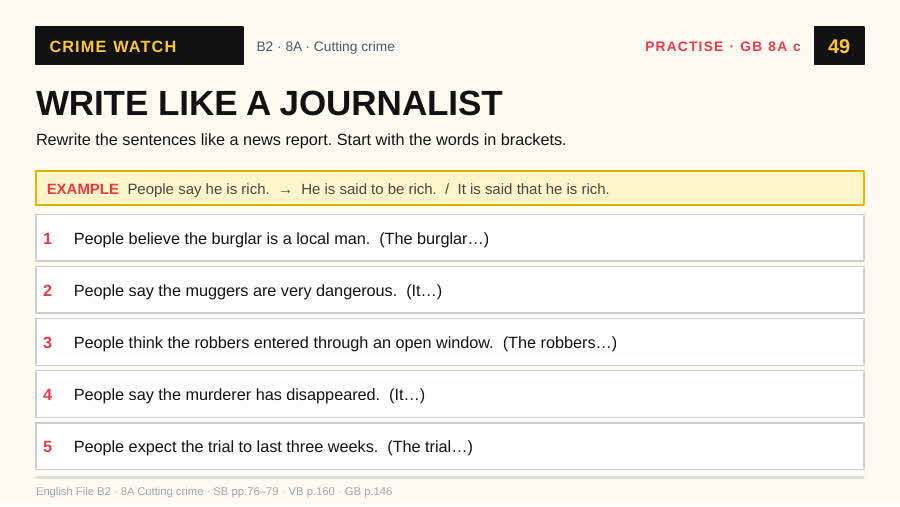 CRIME WATCH
B2 · 8A · Cutting crime
PRACTISE · GB 8A c
49
WRITE LIKE A JOURNALIST
Rewrite the sentences like a news report. Start with the words in brackets.
EXAMPLE People say he is rich. → He is said to be rich. / It is said that he is rich.
1 People believe the burglar is a local man. (The burglar…)
2 People say the muggers are very dangerous. (It…)
3 People think the robbers entered through an open window. (The robbers…)
4 People say the murderer has disappeared. (It…)
5 People expect the trial to last three weeks. (The trial…)
English File B2 · 8A Cutting crime · SB pp.76–79 · VB p.160 · GB p.146